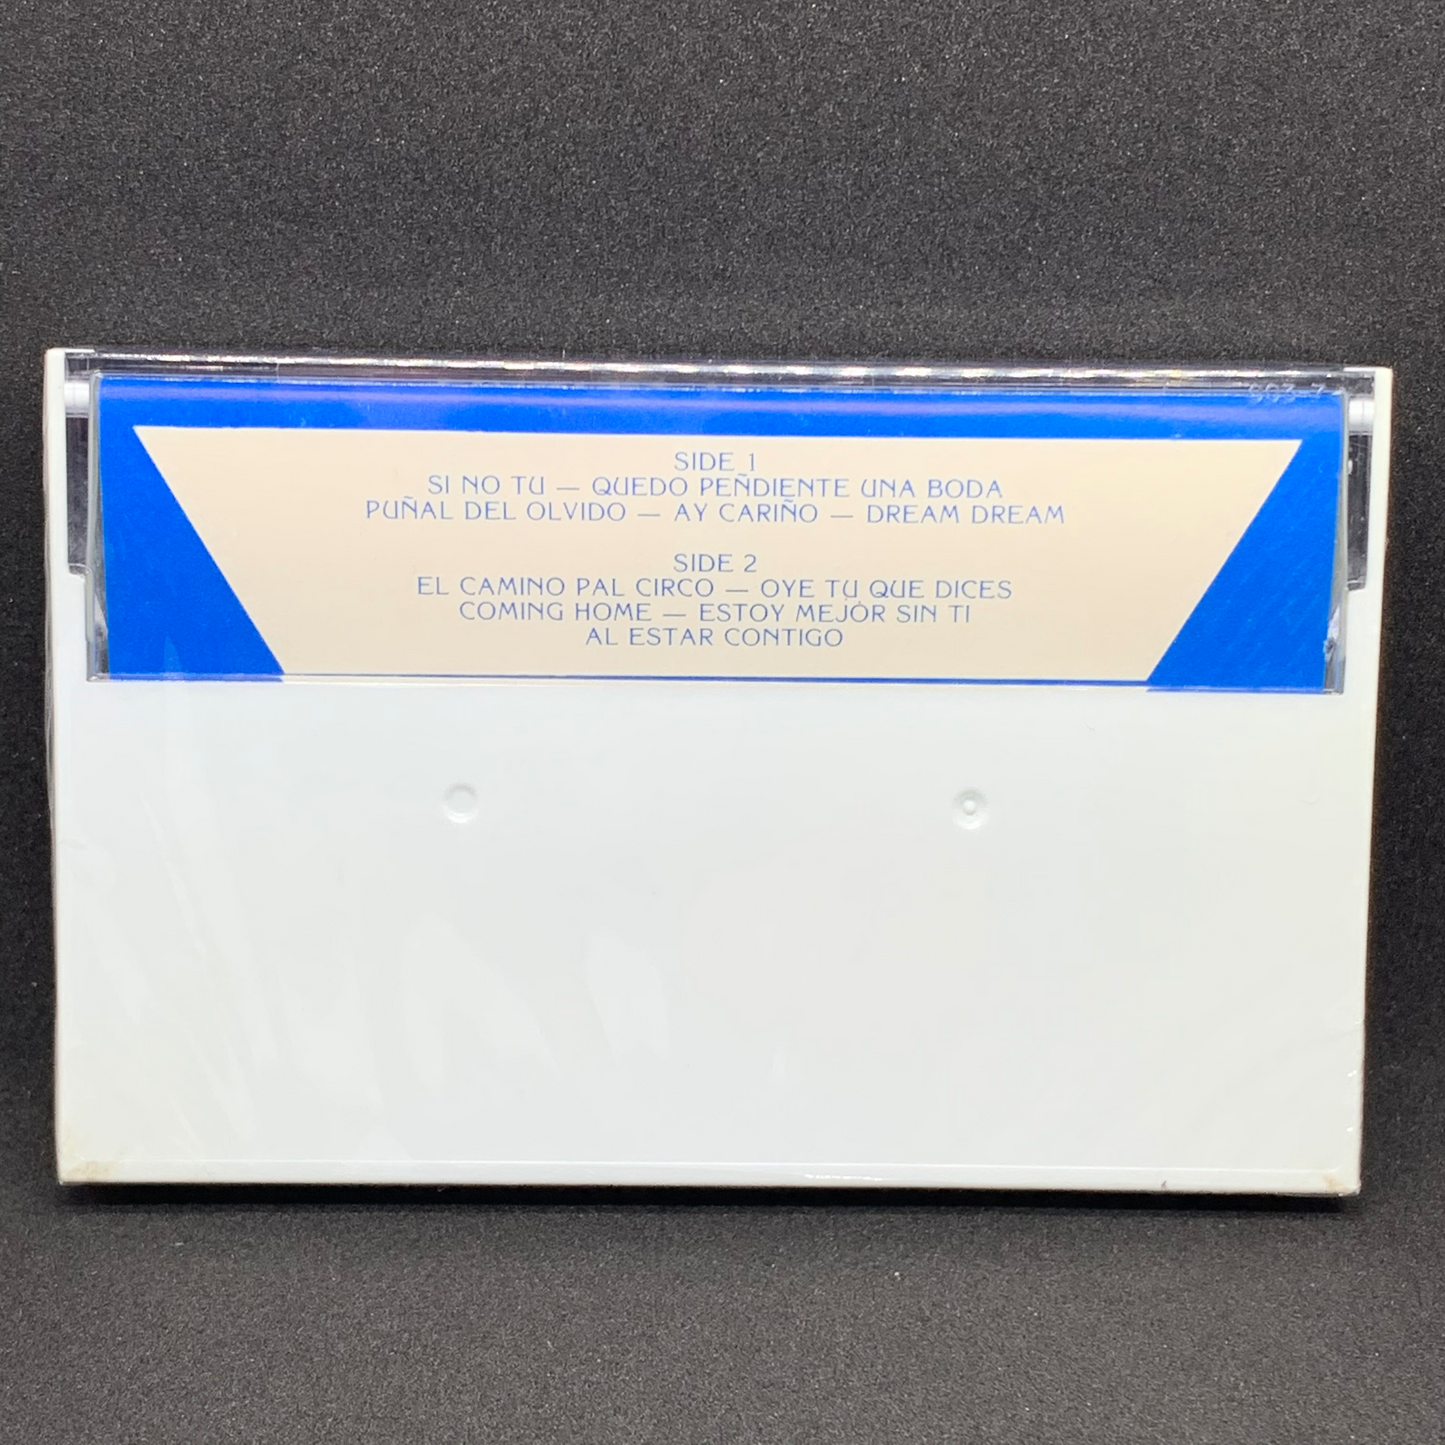 SIDE 1
SI NO TU — QUEDO PEÑDIENTE UNA BODA
PUÑAL DEL OLVIDO — AY CARIÑO — DREAM DREAM
SIDE 2
EL CAMINO PAL CIRCO — OYE TU QUE DICES
COMING HOME — ESTOY MEJOR SIN TI
AL ESTAR CONTIGO